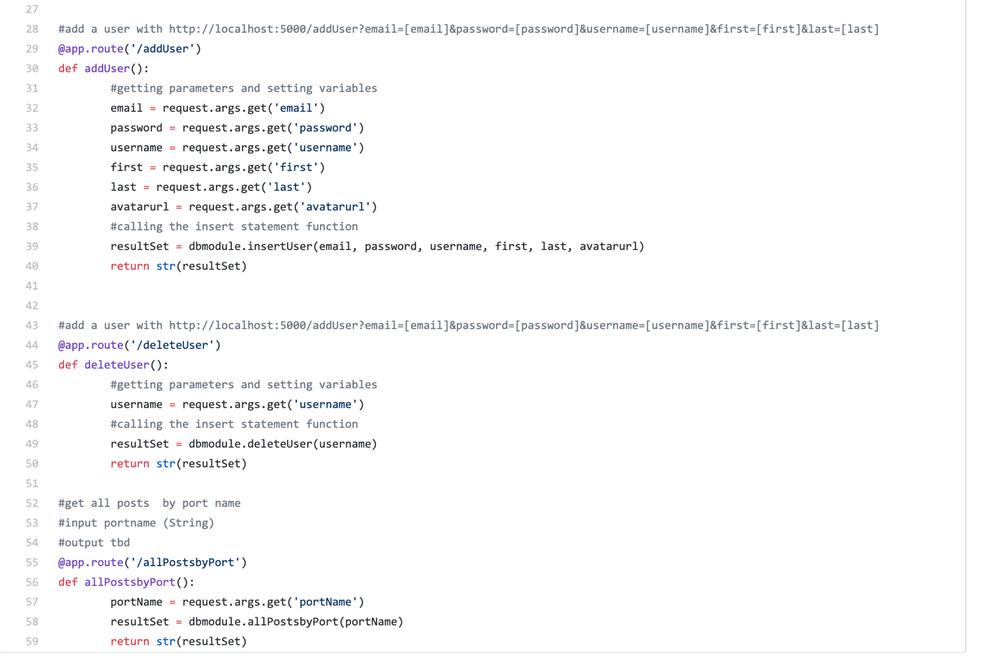 27
28 #add a user with http://localhost:5000/addUser?email=[email]&password=[password]&username=[username]&first=[first]&last=[last]
29 @app.route('/addUser')
30 def addUser():
31         #getting parameters and setting variables
32         email = request.args.get('email')
33         password = request.args.get('password')
34         username = request.args.get('username')
35         first = request.args.get('first')
36         last = request.args.get('last')
37         avatarurl = request.args.get('avatarurl')
38         #calling the insert statement function
39         resultSet = dbmodule.insertUser(email, password, username, first, last, avatarurl)
40         return str(resultSet)
41
42
43 #add a user with http://localhost:5000/addUser?email=[email]&password=[password]&username=[username]&first=[first]&last=[last]
44 @app.route('/deleteUser')
45 def deleteUser():
46         #getting parameters and setting variables
47         username = request.args.get('username')
48         #calling the insert statement function
49         resultSet = dbmodule.deleteUser(username)
50         return str(resultSet)
51
52 #get all posts  by port name
53 #input portname (String)
54 #output tbd
55 @app.route('/allPostsbyPort')
56 def allPostsbyPort():
57         portName = request.args.get('portName')
58         resultSet = dbmodule.allPostsbyPort(portName)
59         return str(resultSet)